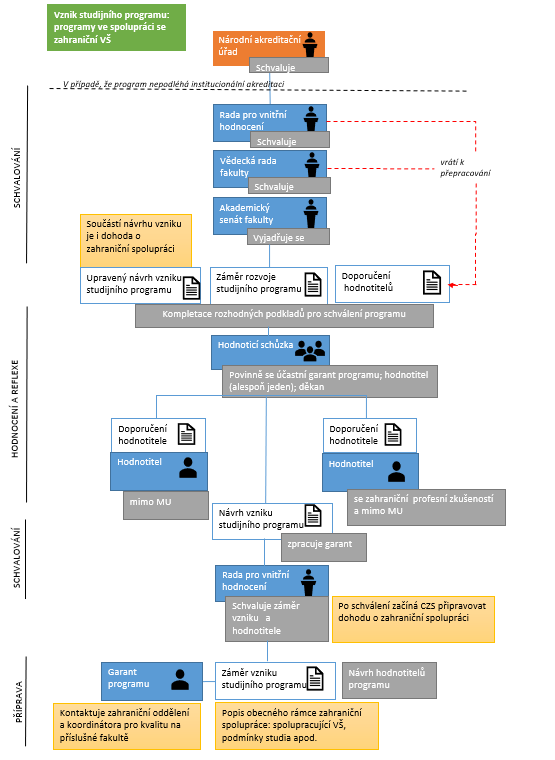 Vznik studijního programu:
programy ve spolupráci se
zahraniční VŠ
Národní akreditační
úřad
Schvaluje
V případě, že program nepodléhá institucionální akreditaci
SCHVALOVÁNÍ
Rada pro vnitřní
hodnocení
Schvaluje
Vědecká rada
fakulty
Schvaluje
vrátí k
přepracování
Akademický
senát fakulty
Vyjadřuje se
Součástí návrhu vzniku
je i dohoda o
zahraniční spolupráci
Upravený návrh vzniku
studijního programu
Záměr rozvoje
studijního programu
Doporučení
hodnotitelů
Kompletace rozhodných podkladů pro schválení programu
HODNOCENÍ A REFLEXE
Hodnotící schůzka
Povinně se účastní garant programu; hodnotitel
(alespoň jeden); děkan
Doporučení
hodnotitele
Hodnotitel
mimo MU
Doporučení
hodnotitele
Hodnotitel
se zahraniční profesní zkušeností
a mimo MU
Návrh vzniku
studijního programu
zpracuje garant
SCHVALOVÁNÍ
Rada pro vnitřní
hodnocení
Schvaluje záměr
vzniku a
hodnotitele
Po schválení začíná CZS připravovat
dohodu o zahraniční spolupráci
PŘÍPRAVA
Garant
programu
Záměr vzniku
studijního programu
Návrh hodnotitelů
programu
Kontaktuje zahraniční oddělení
a koordinátora pro kvalitu na
příslušné fakultě
Popis obecného rámce zahraniční
spolupráce: spolupracující VŠ,
podmínky studia apod.